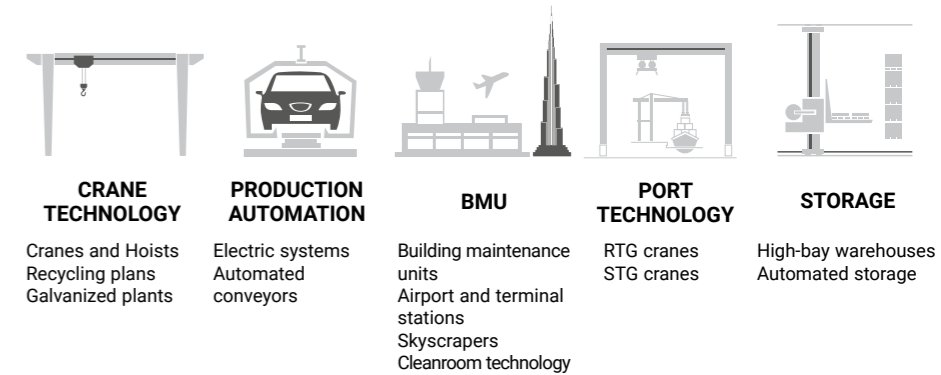 CRANE
TECHNOLOGY
Cranes and Hoists
Recycling plans
Galvanized plants
PRODUCTION
AUTOMATION
Electric systems
Automated
conveyors
BMU
Building maintenance
units
Airport and terminal
stations
Skyscrapers
Cleanroom technology
PORT
TECHNOLOGY
RTG cranes
STG cranes
STORAGE
High-bay warehouses
Automated storage